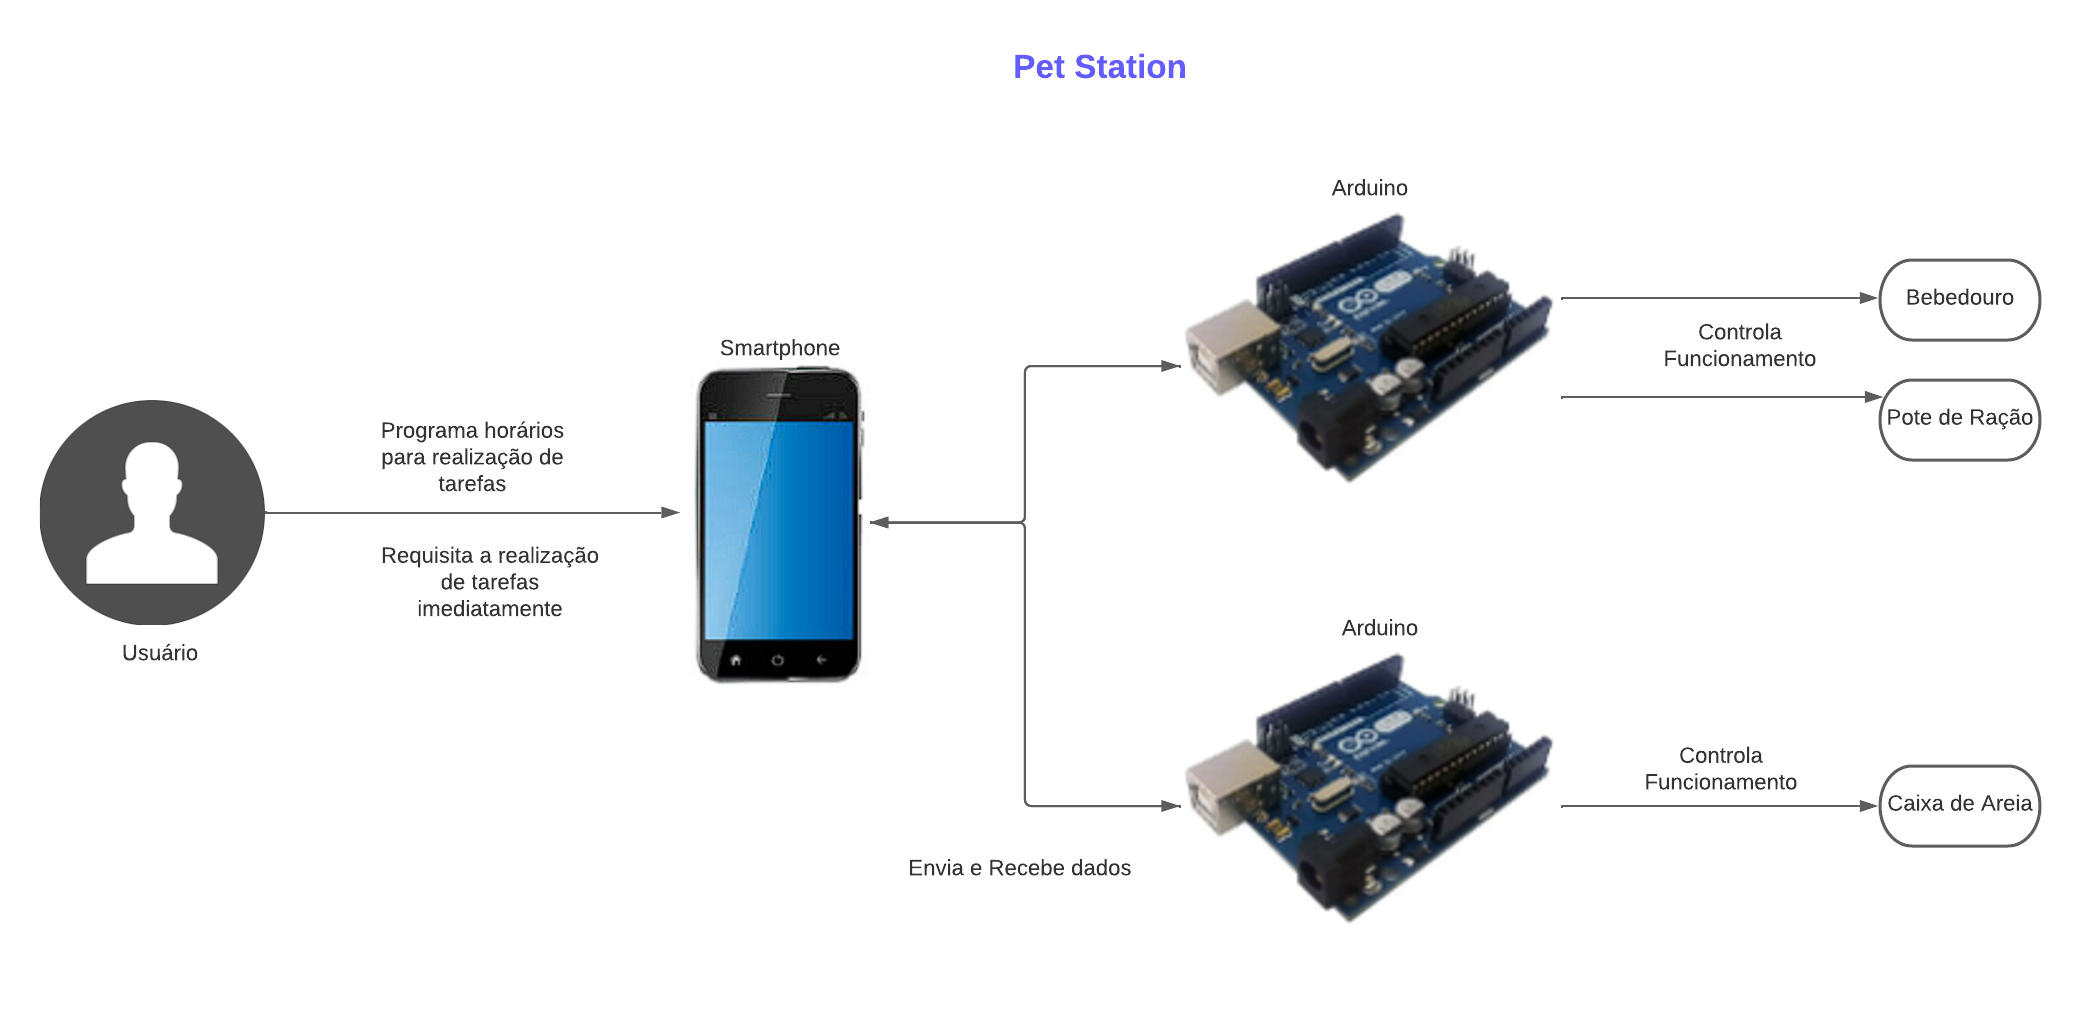 Pet Station
Arduino
Bebedouro
Controla
Funcionamento
Smartphone
Pote de Ração
Programa horários
para realização de
tarefas
Requisita a realização
de tarefas
imediatamente
Usuário
Arduino
Controla
Funcionamento
Caixa de Areia
Envia e Recebe dados